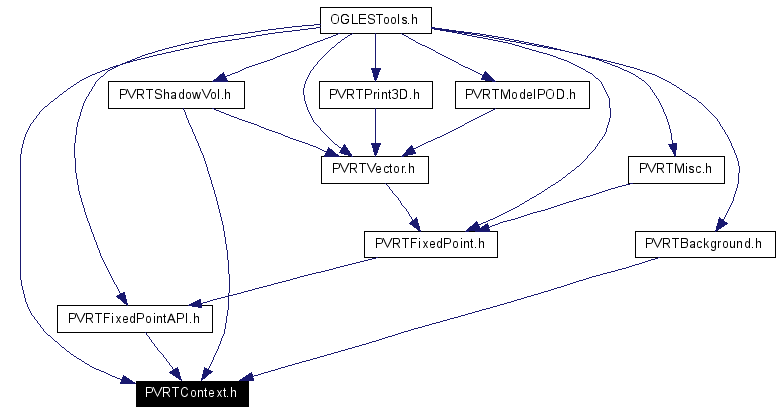 OGLESTools.h
PVRTShadowVol.h
PVRTPrint3D.h
PVRTModelPOD.h
PVRTVector.h
PVRTMisc.h
PVRTFixedPoint.h
PVRTBackground.h
PVRTFixedPointAPI.h
PVRTContext.h